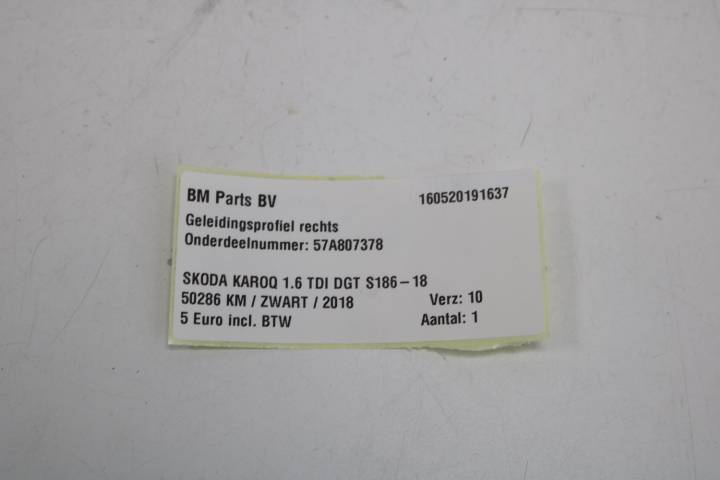 BM Parts BV 160520191637
Geleidingsprofiel rechts
Onderdeelnummer: 57A807378
SKODA KAROQ 1.6 TDI DGT S186-18
50286 KM / ZWART / 2018 Verz: 10
5 Euro incl. BTW Aantal: 1